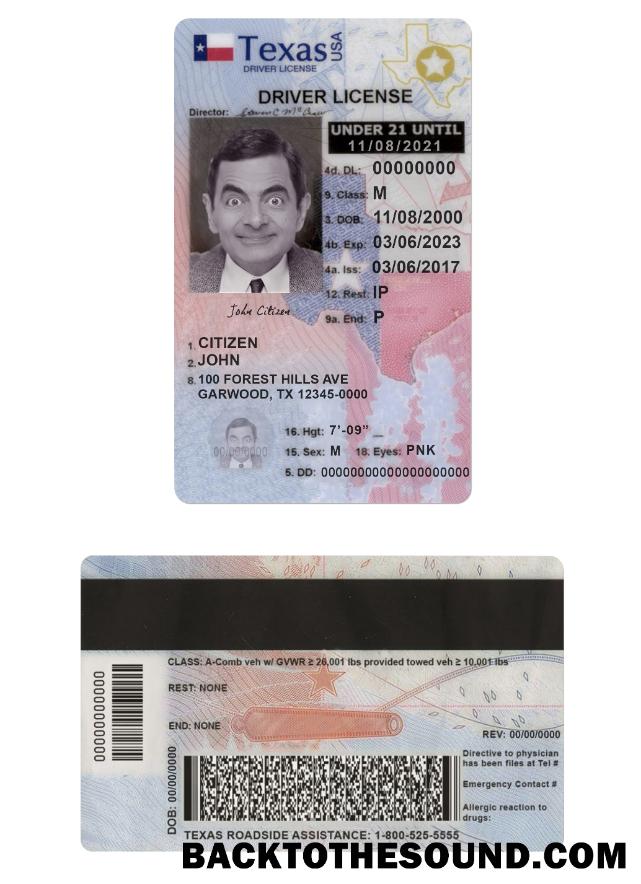 Texas USA
DRIVER LICENSE
DRIVER LICENSE
Director:
UNDER 21 UNTIL
11/08/2021
4d. DL: 00000000
9. Class: M
3. DOB: 11/08/2000
4b. Exp: 03/06/2023
4a. Iss: 03/06/2017
12. Rest: IP
9a. End: P
John Citizen
1. CITIZEN
2. JOHN
8. 100 FOREST HILLS AVE
GARWOOD, TX 12345-0000
00/00/0000
16. Hgt: 7'-09" _
15. Sex: M 18. Eyes: PNK
5. DD: 00000000000000000000
CLASS: A-Comb veh w/ GVWR ≥ 26,001 lbs provided towed veh ≥ 10,001 lbs
00000000000
REST: NONE
END: NONE
REV: 00/00/0000
DOB: 00/00/0000
Directive to physician
has been files at Tel #
Emergency Contact #
Allergic reaction to
drugs:
TEXAS ROADSIDE ASSISTANCE: 1-800-525-5555
BACKTOTHESOUND.COM